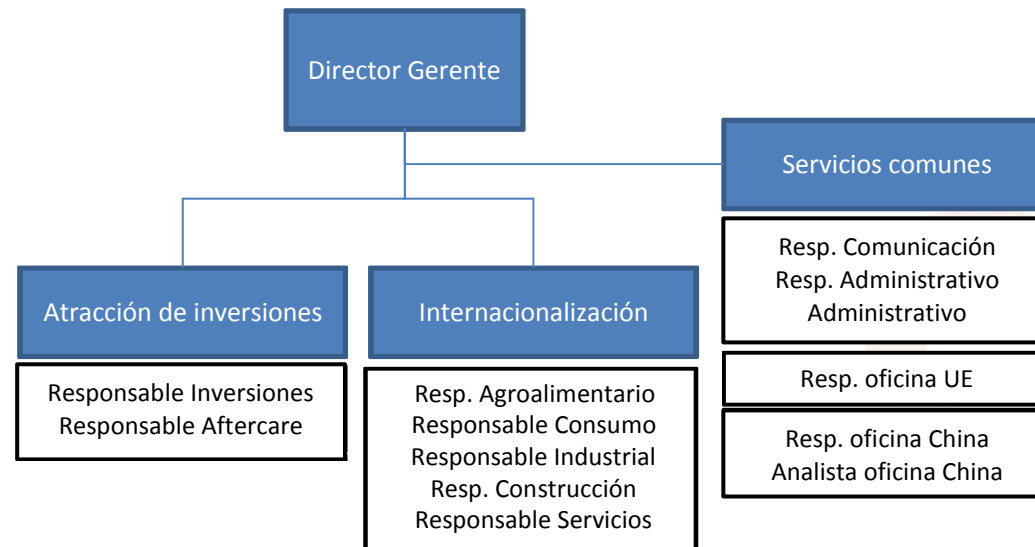 Director Gerente
Servicios comunes
Resp. Comunicación
Resp. Administrativo
Administrativo
Resp. oficina UE
Resp. oficina China
Analista oficina China
Atracción de inversiones
Responsable Inversiones
Responsable Aftercare
Internacionalización
Resp. Agroalimentario
Responsable Consumo
Responsable Industrial
Resp. Construcción
Responsable Servicios